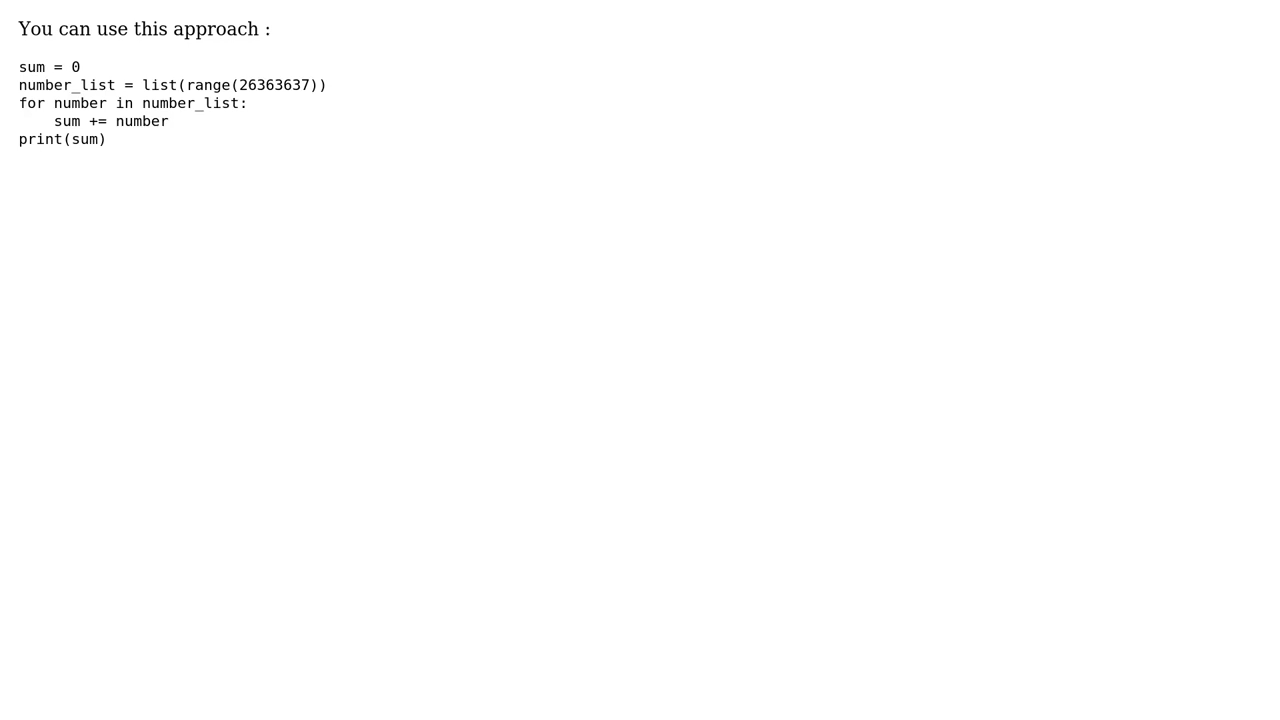 You can use this approach :
sum = 0
number_list = list(range(26363637))
for number in number_list:
    sum += number
print(sum)